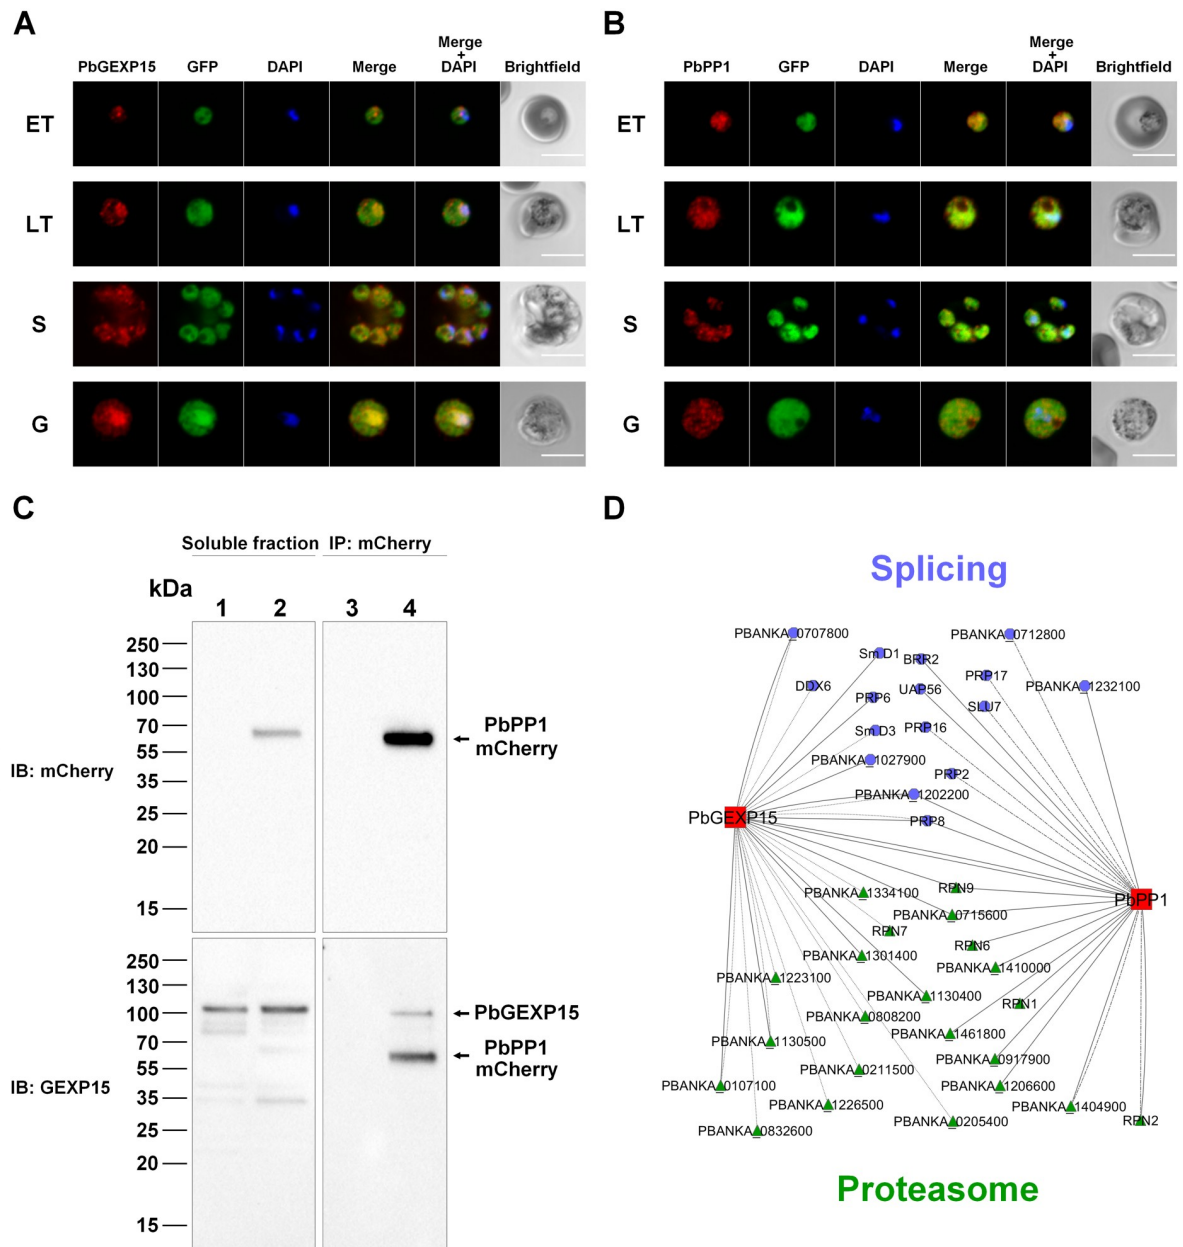 A
PbGEXP15 GFP DAPI Merge Merge + DAPI Brightfield
ET
LT
S
G
B
PbPP1 GFP DAPI Merge Merge + DAPI Brightfield
ET
LT
S
G
C
Soluble fraction IP: mCherry
kDa
1 2 3 4
250
130
100
70
55
35
25
20
15
IB: mCherry
PbPP1
mCherry
250
130
100
70
55
35
25
20
15
IB: GEXP15
PbGEXP15
PbPP1
mCherry
D
Splicing
PBANKA_0707800
PBANKA_0712800
Sm D1
BRR2
DDX6
PRP6
UAP56
PRP17
PBANKA_1232100
SLU7
Sm D3
PRP16
PBANKA_1027900
PRP2
PBANKA_1202200
PbGEXP15
PRP8
PBANKA_1334100
RPN9
PbPP1
PBANKA_0715600
RPN7
RPN6
PBANKA_1301400
PBANKA_1410000
PBANKA_1223100
PBANKA_1130400
RPN1
PBANKA_0808200
PBANKA_1461800
PBANKA_1130500
PBANKA_0917900
PBANKA_0211500
PBANKA_0107100
PBANKA_1206600
PBANKA_1226500
PBANKA_1404900
PBANKA_0832600
PBANKA_0205400
RPN2
Proteasome